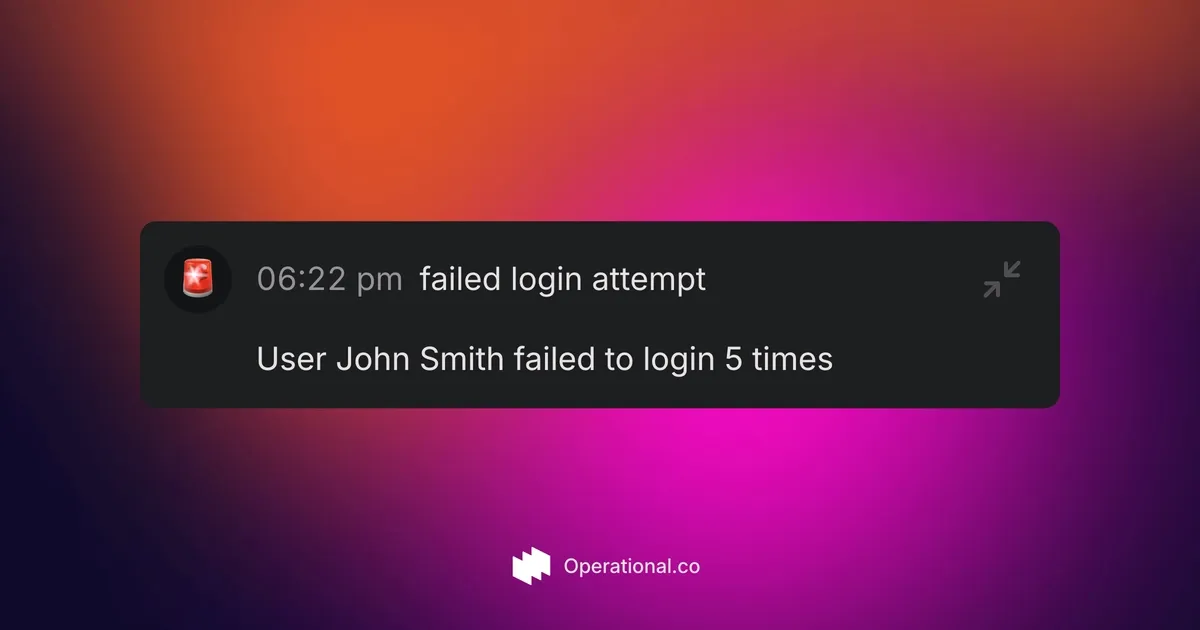 06:22 pm failed login attempt
User John Smith failed to login 5 times
Operational.co